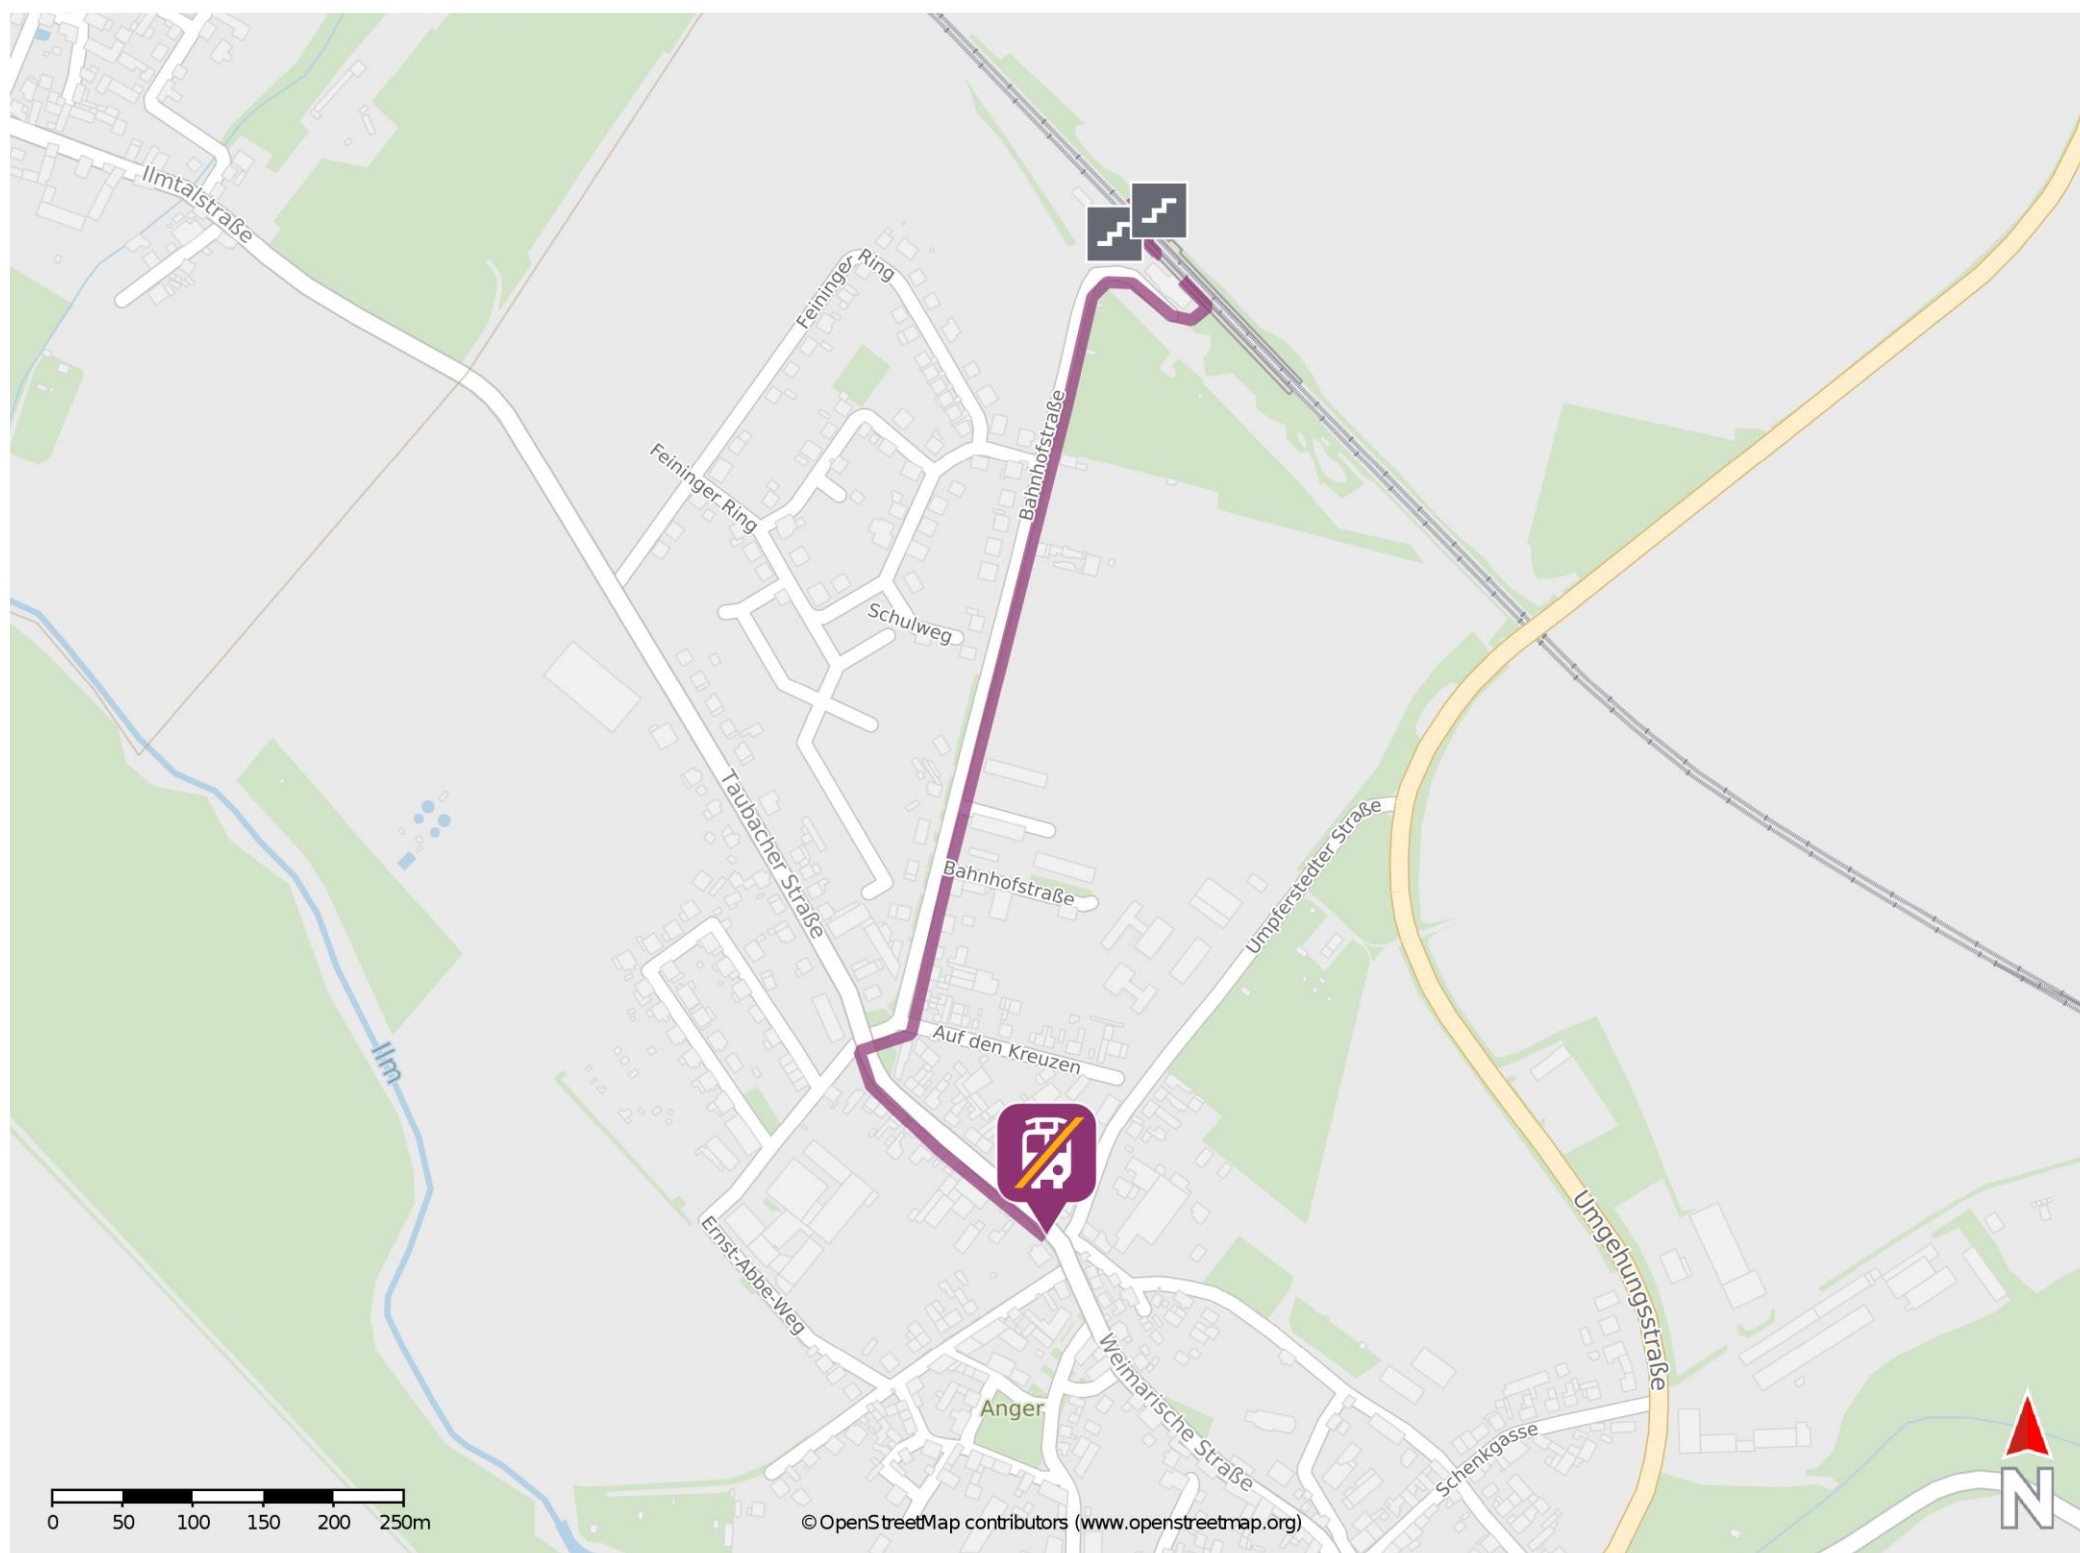 Ilmtalstraße
Feininger Ring
Feininger Ring
Bahnhofstraße
Schulweg
Taubacher Straße
Bahnhofstraße
Umpferstedter Straße
Auf den Kreuzen
Ilm
Ernst-Abbe-Weg
Umgehungsstraße
Weimarische Straße
Anger
Schenkgasse
0 50 100 150 200 250m
©OpenStreetMap contributors (www.openstreetmap.org)
N